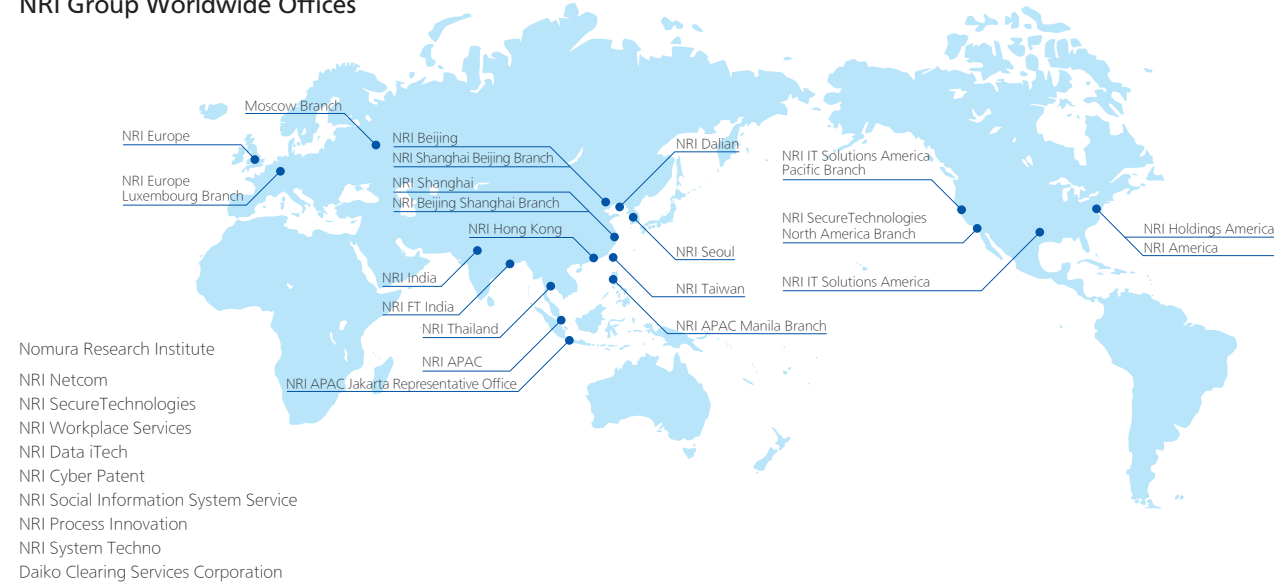 NRI Group Worldwide Offices
Moscow Branch
NRI Europe
NRI Europe
Luxembourg Branch
NRI Beijing
NRI Shanghai Beijing Branch
NRI Shanghai
NRI Beijing Shanghai Branch
NRI Hong Kong
NRI India
NRI FT India
NRI Thailand
NRI APAC
NRI APAC Jakarta Representative Office
NRI Dalian
NRI Seoul
NRI Taiwan
NRI APAC Manila Branch
NRI IT Solutions America
Pacific Branch
NRI SecureTechnologies
North America Branch
NRI IT Solutions America
NRI Holdings America
NRI America
Nomura Research Institute
NRI Netcom
NRI SecureTechnologies
NRI Workplace Services
NRI Data iTech
NRI Cyber Patent
NRI Social Information System Service
NRI Process Innovation
NRI System Techno
Daiko Clearing Services Corporation